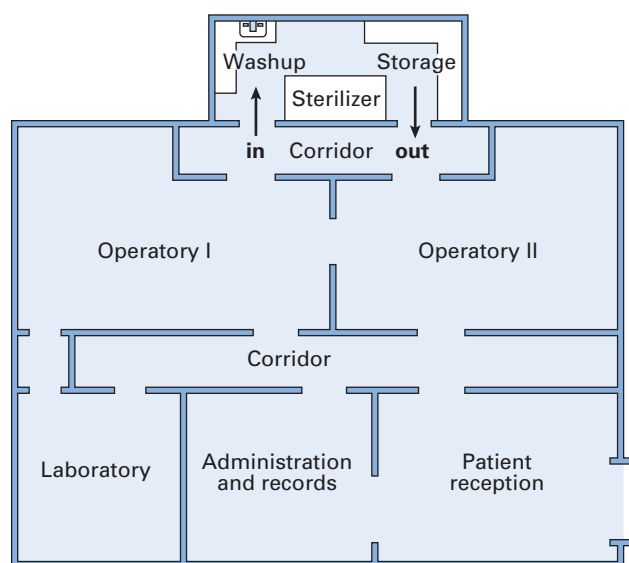 Washup
Storage
Sterilizer
in
Corridor
out
Operatory I
Operatory II
Corridor
Laboratory
Administration
and records
Patient
reception